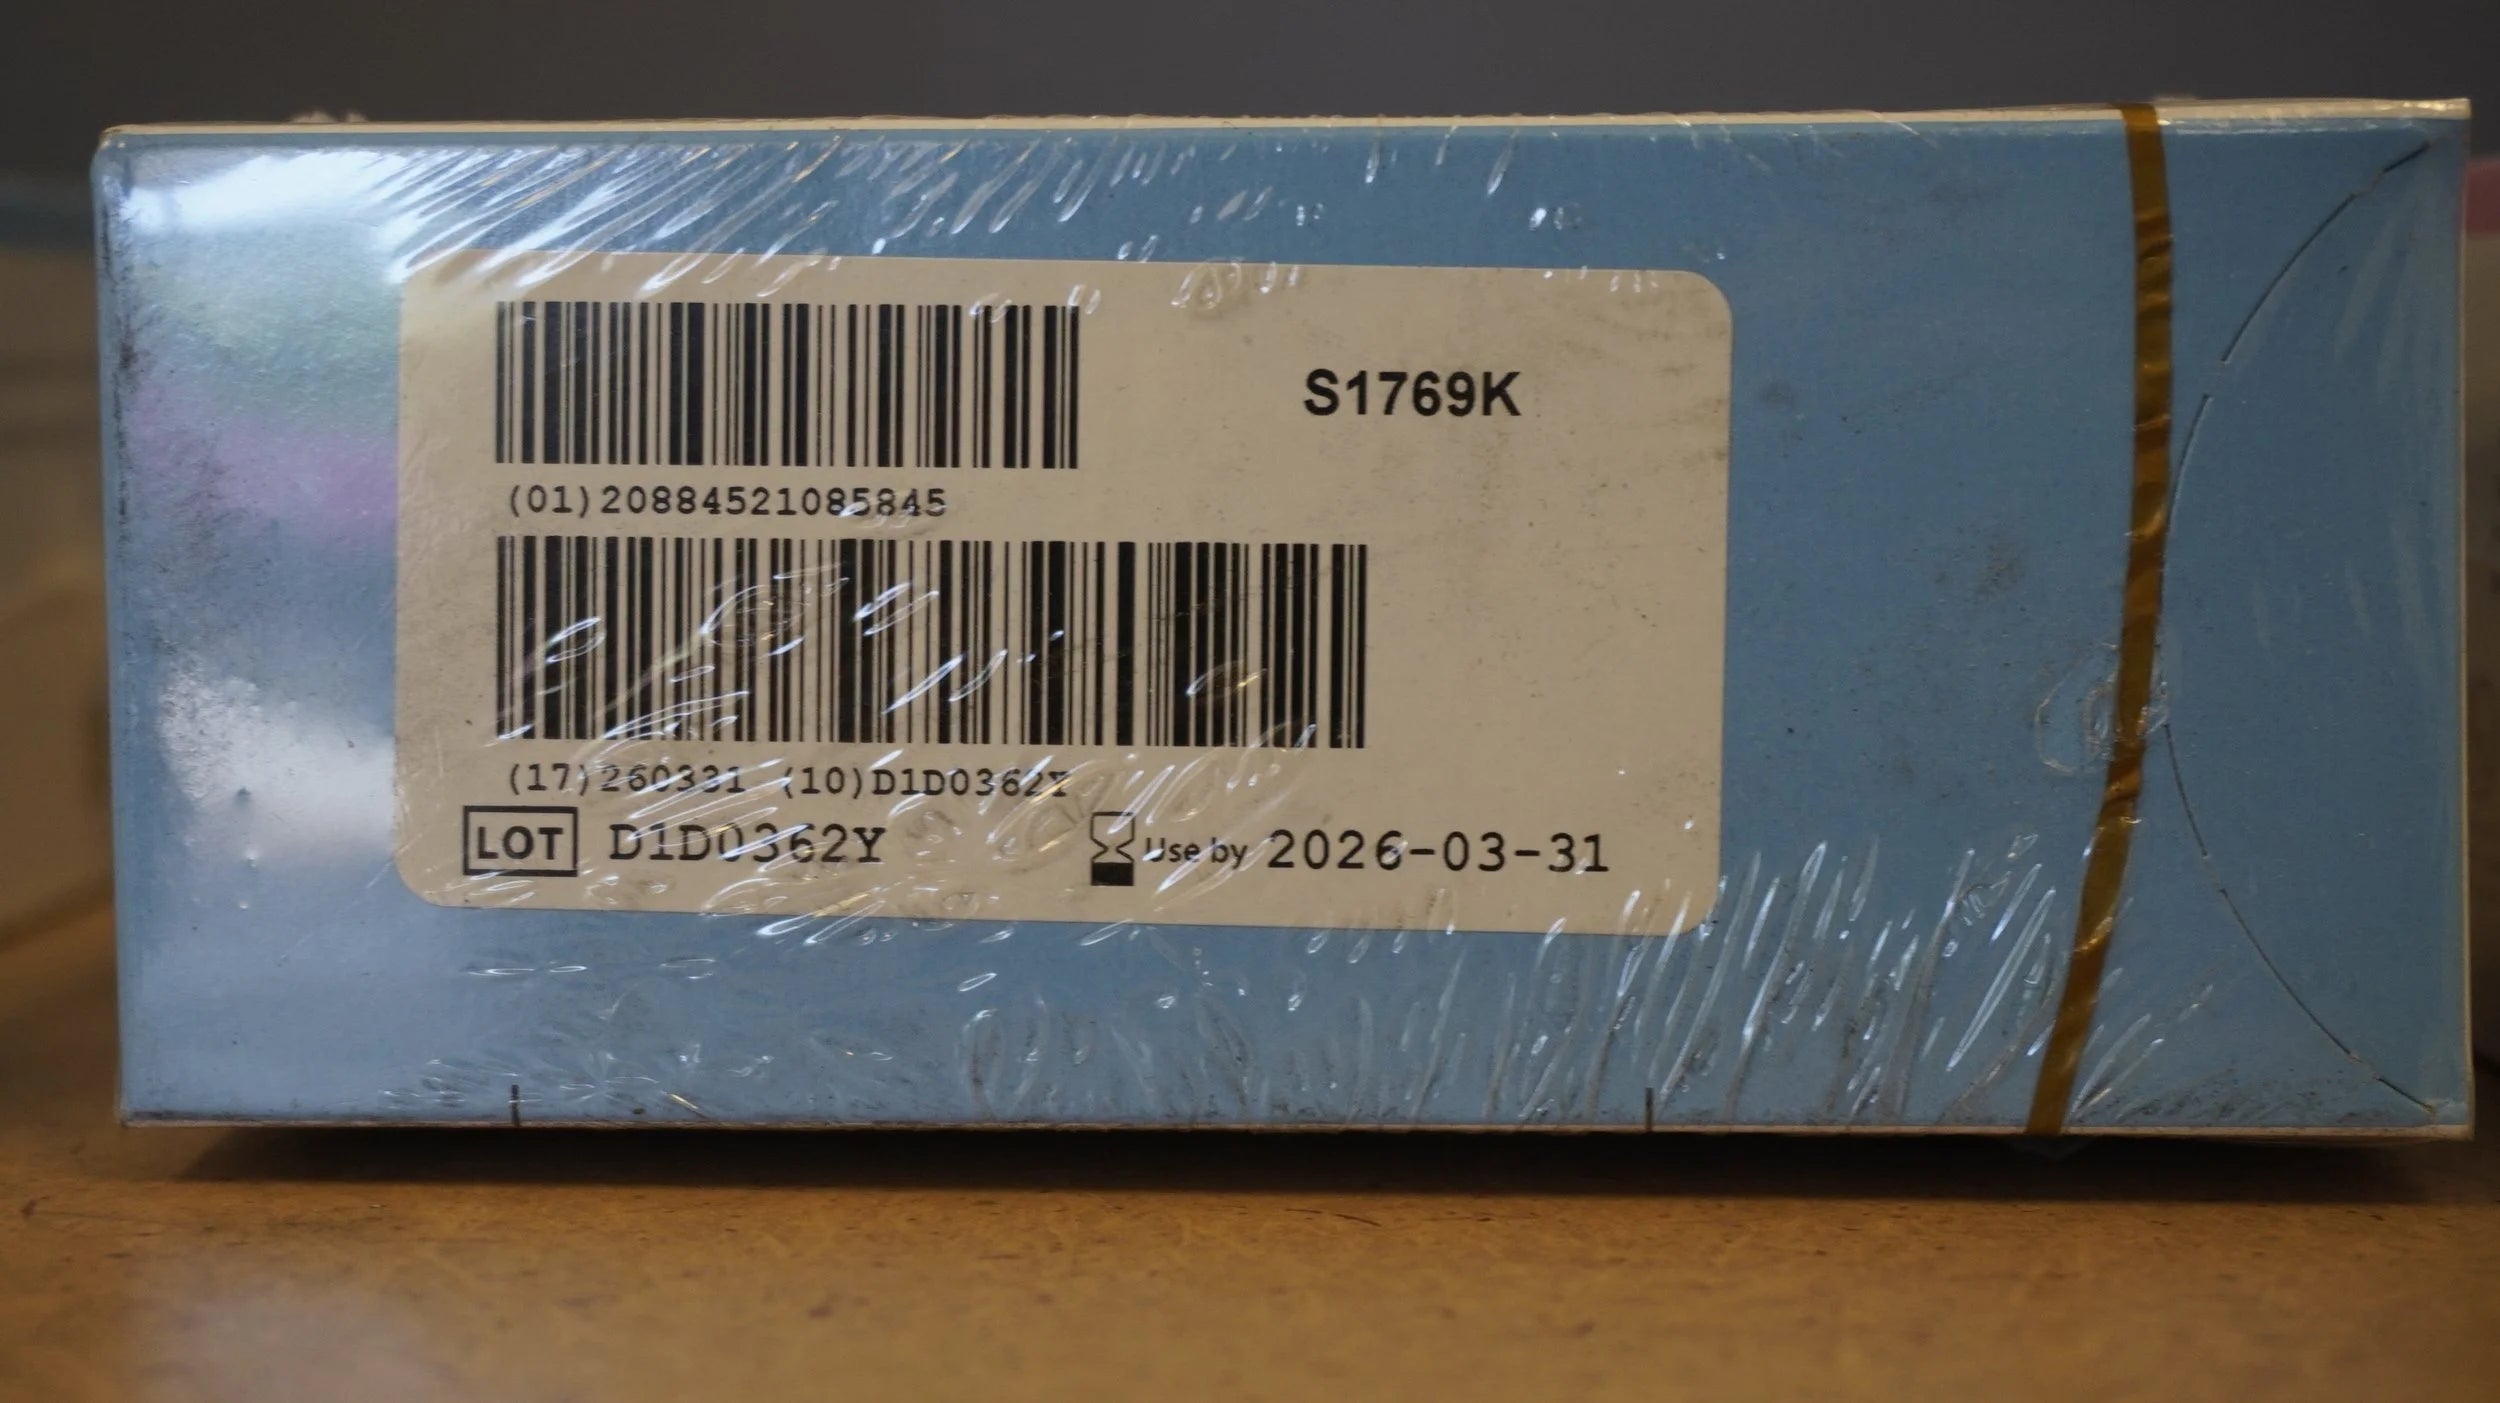 S1769K
(01)20884521085845
(17)260331 (10)D1D0362Y
LOT D1D0362Y Use by 2026-03-31